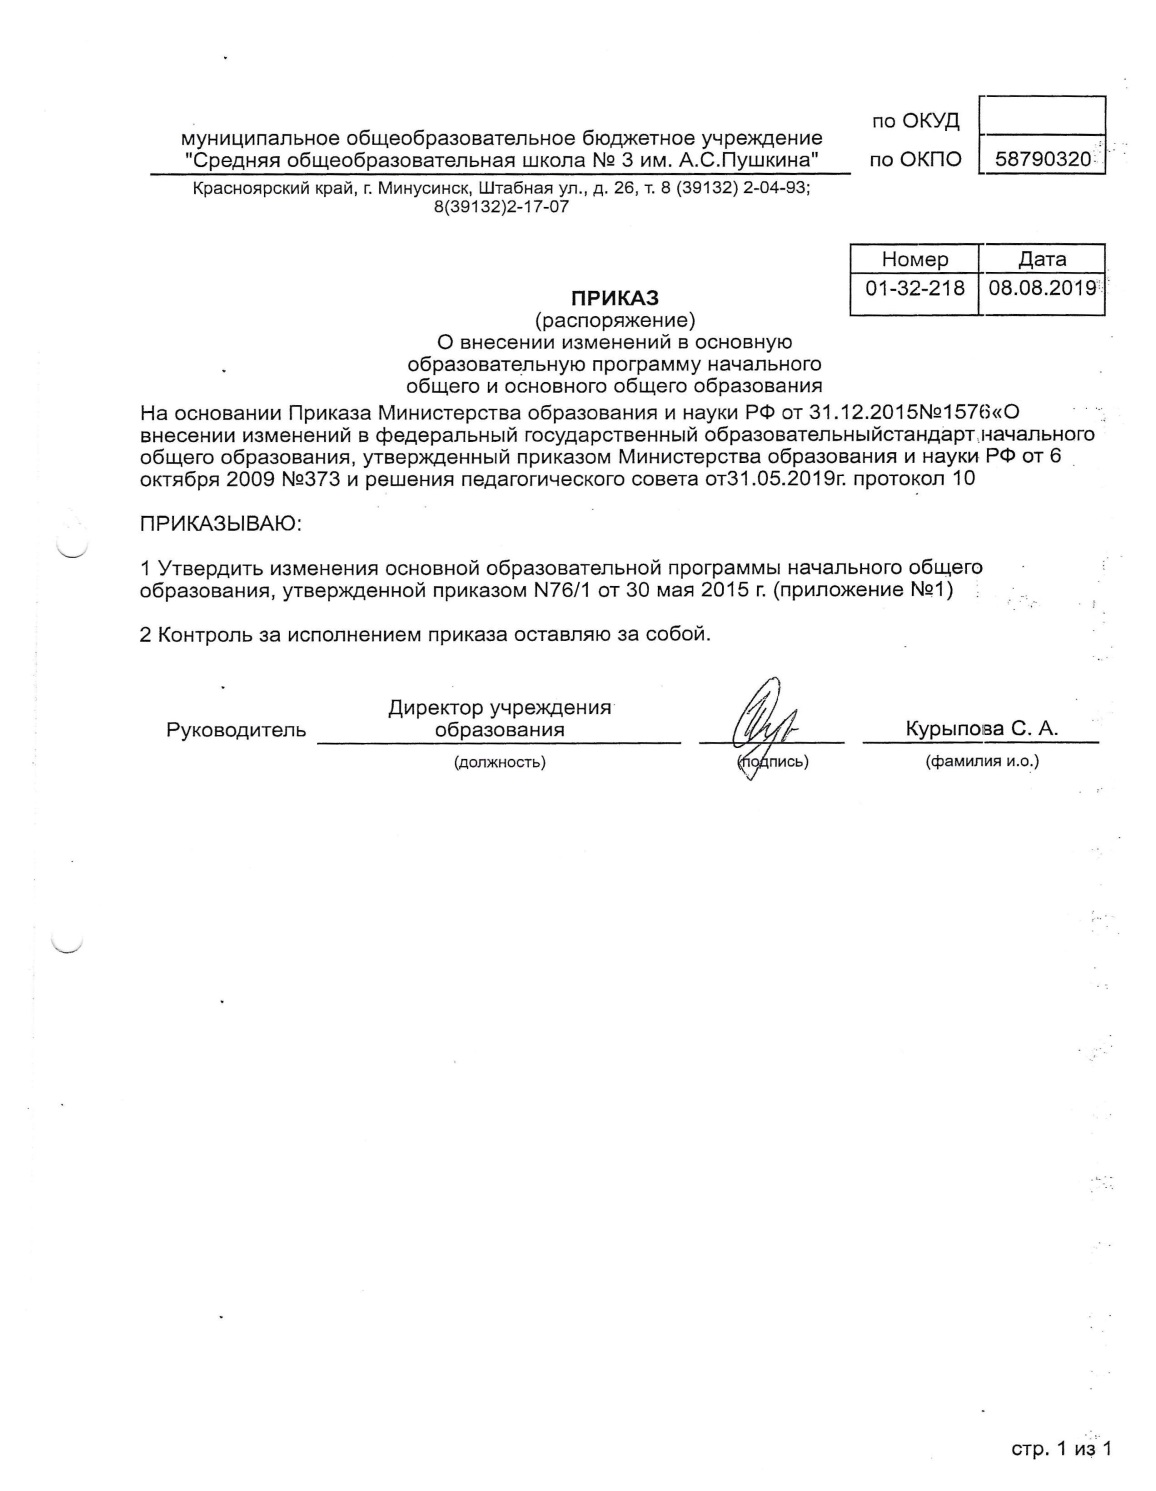 по ОКУД
муниципальное общеобразовательное бюджетное учреждение
"Средняя общеобразовательная школа № 3 им. А.С.Пушкина"
по ОКПО 58790320
Красноярский край, г. Минусинск, Штабная ул., д. 26, т. 8 (39132) 2-04-93;
8(39132)2-17-07
Номер Дата
01-32-218 08.08.2019
ПРИКАЗ
(распоряжение)
О внесении изменений в основную
образовательную программу начального
общего и основного общего образования
На основании Приказа Министерства образования и науки РФ от 31.12.2015№1576«О
внесении изменений в федеральный государственный образовательныйстандарт начального
общего образования, утвержденный приказом Министерства образования и науки РФ от 6
октября 2009 №373 и решения педагогического совета от31.05.2019г. протокол 10
ПРИКАЗЫВАЮ:
1 Утвердить изменения основной образовательной программы начального общего
образования, утвержденной приказом N76/1 от 30 мая 2015 г. (приложение №1)
2 Контроль за исполнением приказа оставляю за собой.
Директор учреждения
Руководитель образования Курыпова С. А.
(должность) (подпись) (фамилия и.о.)
стр. 1 из 1